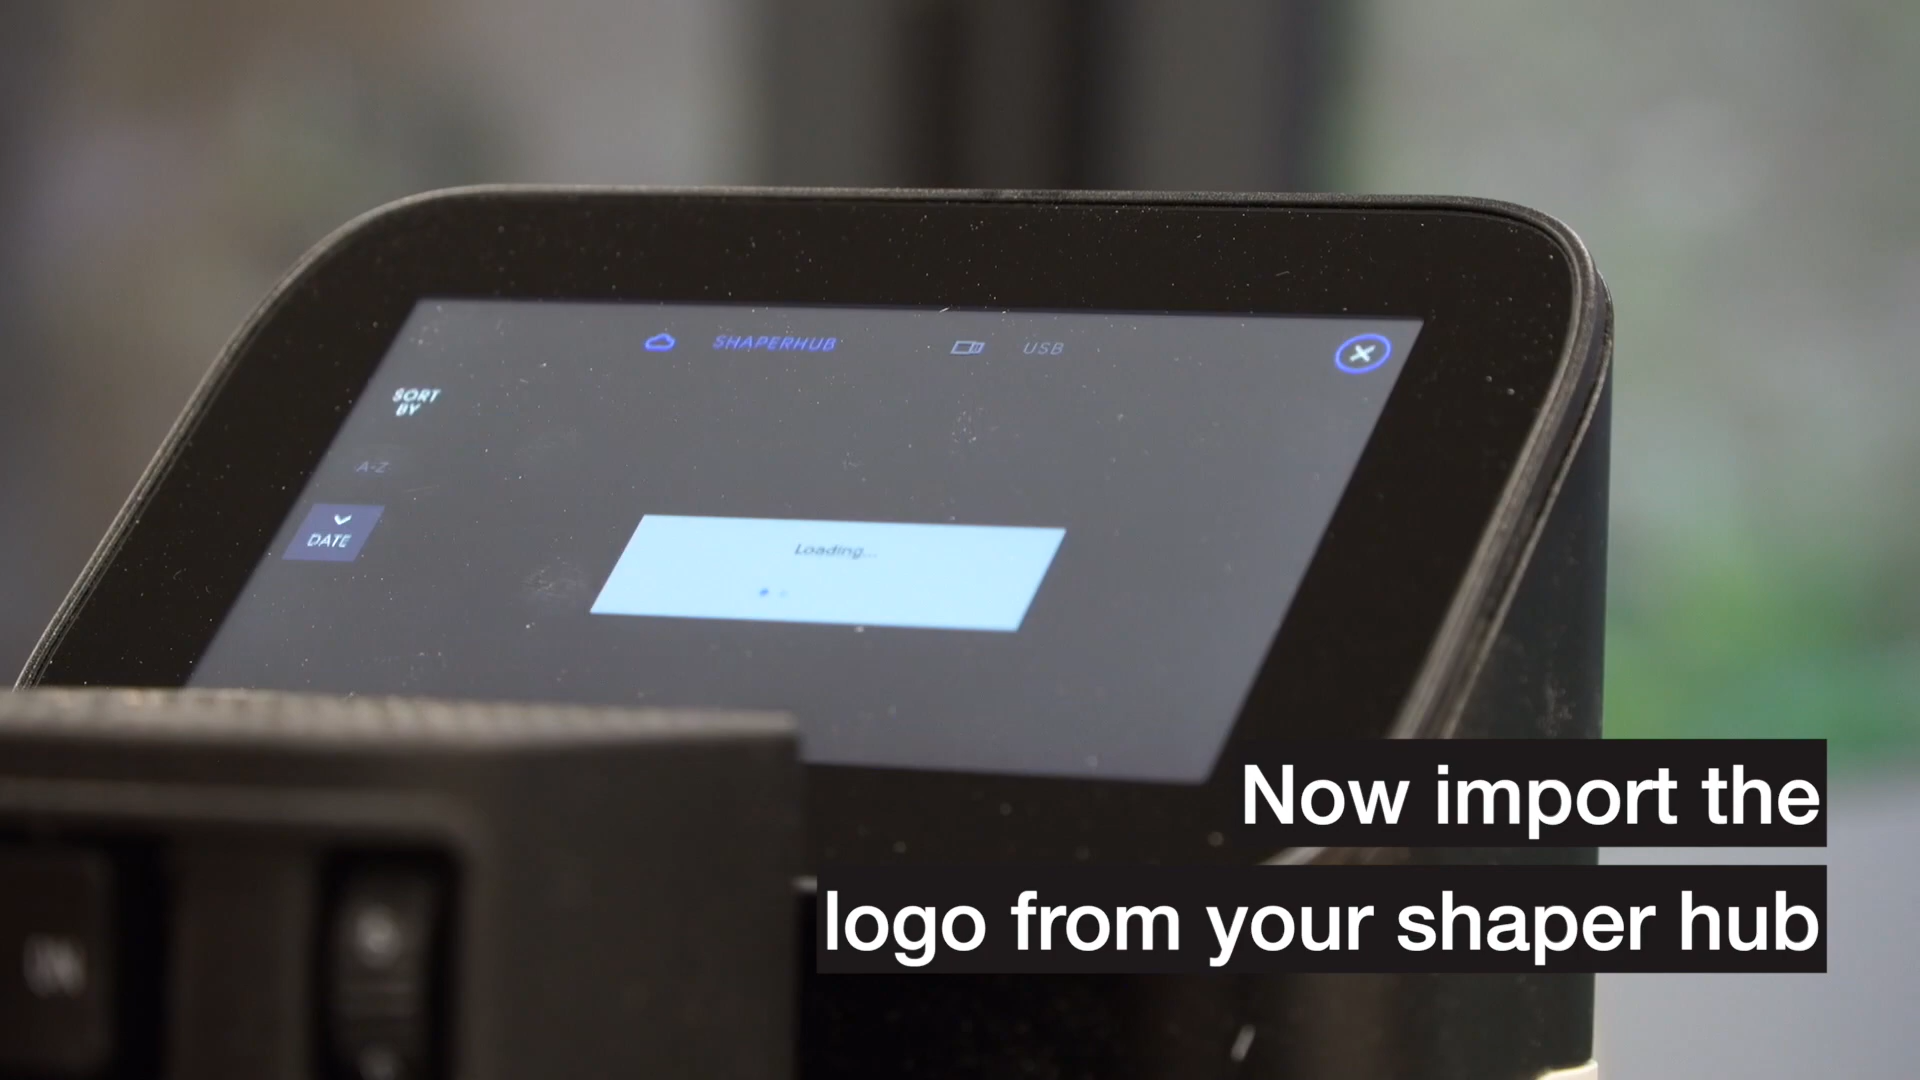 SHAPERHUB
USB
SORT
BY
A-Z
DATE
Loading...
Now import the
logo from your shaper hub